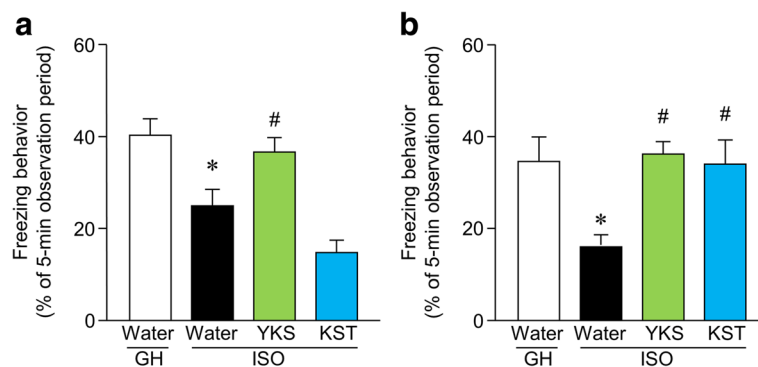 a
Freezing behavior
(% of 5-min observation period)
60
40
20
0
*
#
Water Water YKS KST
GH ISO
b
Freezing behavior
(% of 5-min observation period)
60
40
20
0
*
#
#
Water Water YKS KST
GH ISO